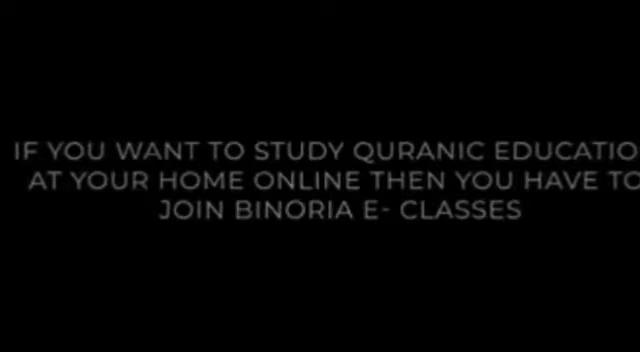 IF YOU WANT TO STUDY QURANIC EDUCATIO
AT YOUR HOME ONLINE THEN YOU HAVE TO
JOIN BINORIA E- CLASSES